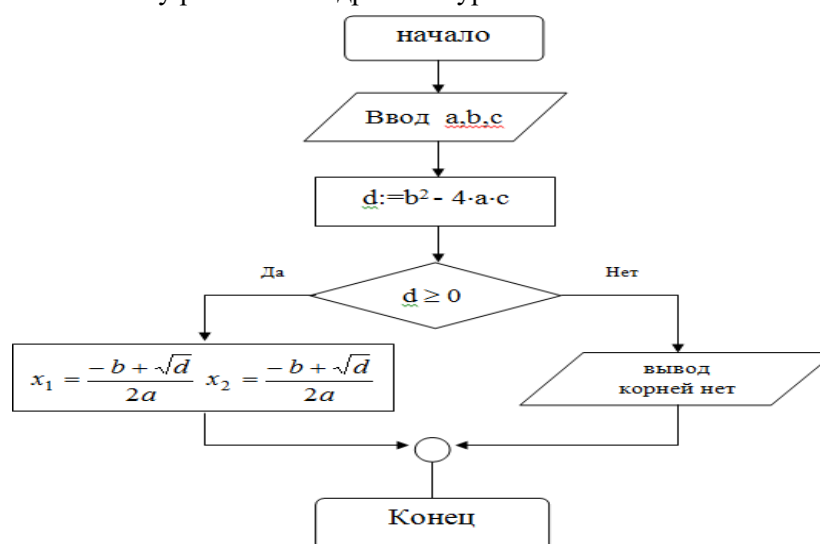 начало
Ввод a,b,c
d:=b² - 4·a·c
Да
Нет
d ≥ 0
x₁ = (-b + √d)/2a x₂ = (-b + √d)/2a
вывод
корней нет
Конец